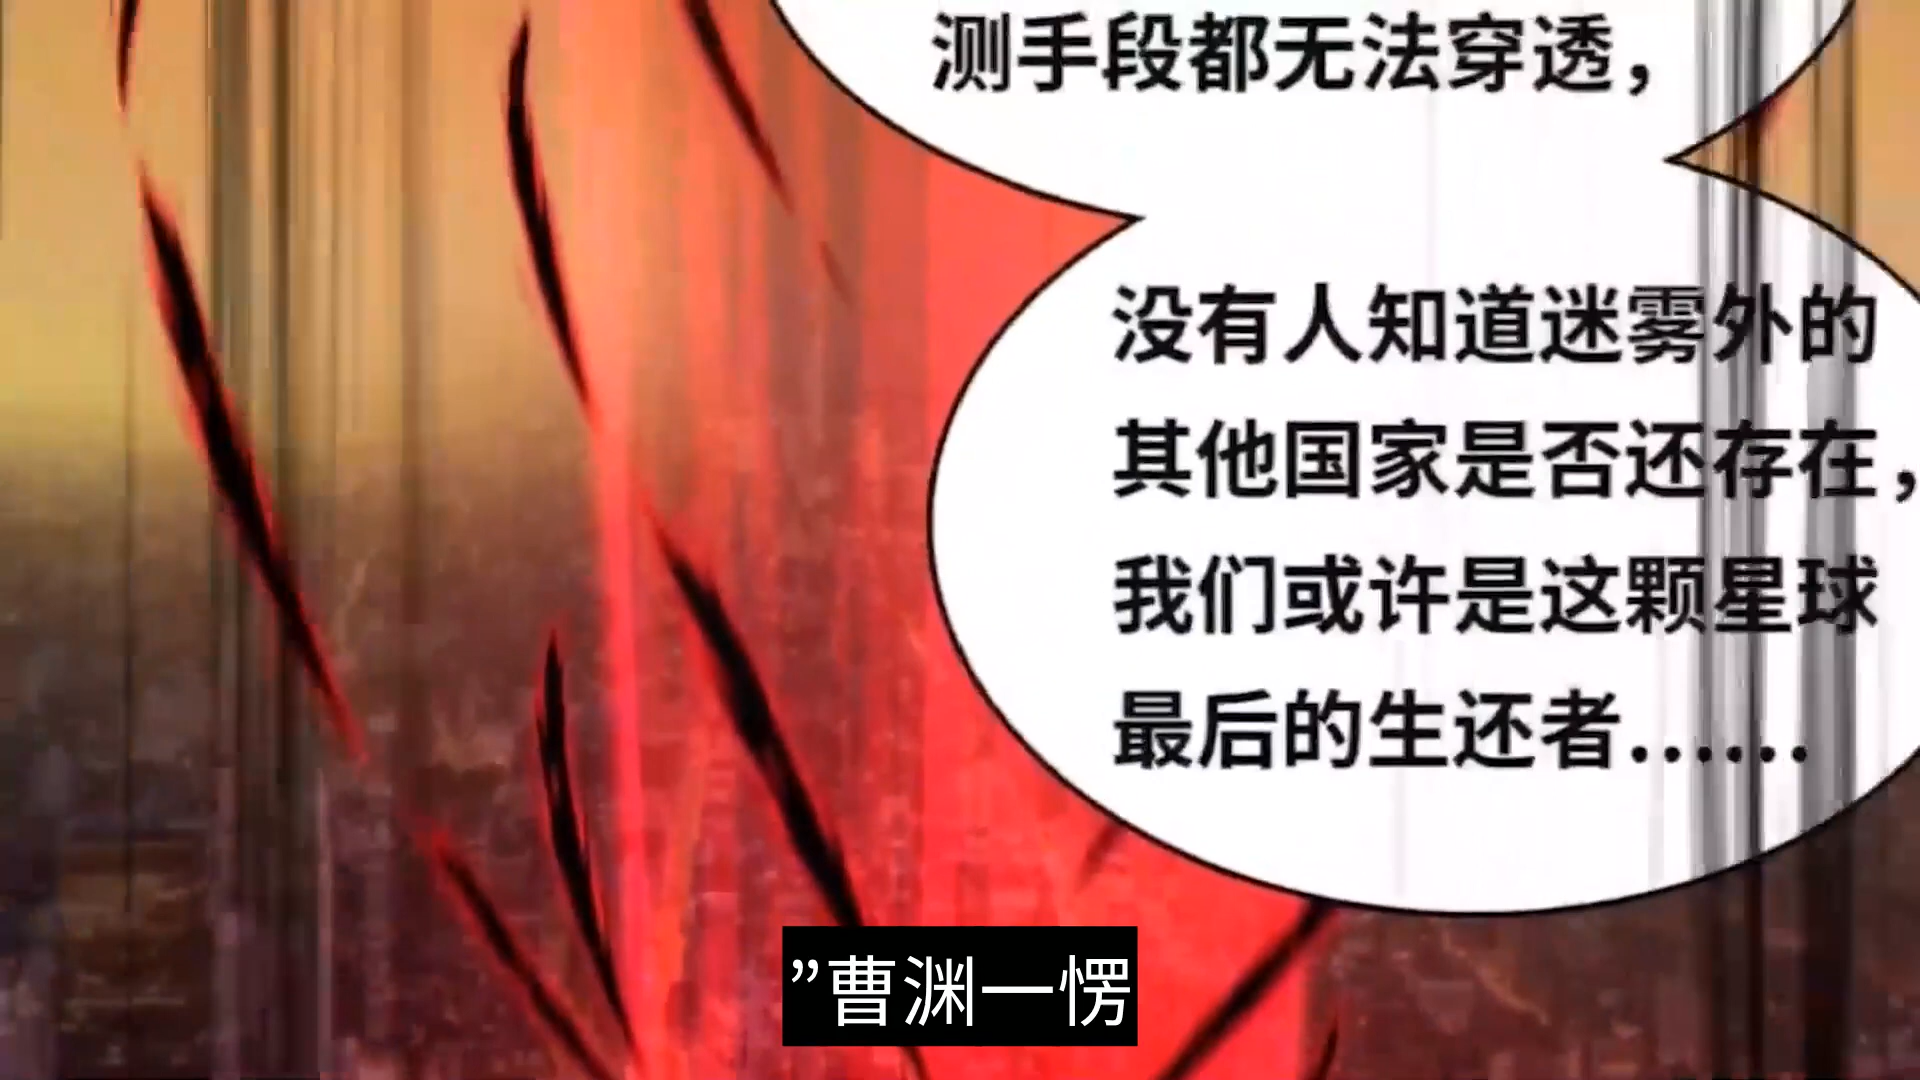 测手段都无法穿透，
没有人知道迷雾外的
其他国家是否还存在，
我们或许是这颗星球
最后的生还者……
”曹渊一愣